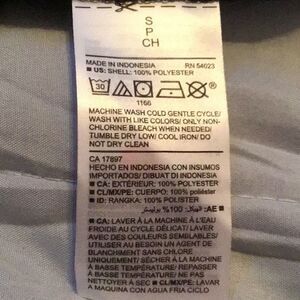 S
P
CH
MADE IN INDONESIA RN 54023
■ US: SHELL: 100% POLYESTER
30
1166
MACHINE WASH COLD GENTLE CYCLE/
WASH WITH LIKE COLORS/ ONLY NON-
CHLORINE BLEACH WHEN NEEDED/
TUMBLE DRY LOW/ COOL IRON/ DO
NOT DRY CLEAN
CA 17897
HECHO EN INDONESIA CON INSUMOS
IMPORTADOS/ DIBUAT DI INDONESIA
■ CA: EXTÉRIEUR: 100% POLYESTER
■ CL/MX/PE: CUERPO: 100% poliéster
■ ID: RANGKA: 100% POLISTER
■ AE: الهيكل: 100% بوليستر
■ CA: LAVER À LA MACHINE À L'EAU
FROIDE AU CYCLE DÉLICAT/ LAVER
AVEC DES COULEURS SEMBLABLES/
UTILISER AU BESOIN UN AGENT DE
BLANCHIMENT SANS CHLORE
UNIQUEMENT/ SÉCHER À LA MACHINE
À BASSE TEMPÉRATURE/ REPASSER
À BASSE TEMPÉRATURE/ NE PAS
NETTOYER À SEC ■ CL/MX/PE: LAVAR
A MAQUINA CON AGUA FRIA CICLO